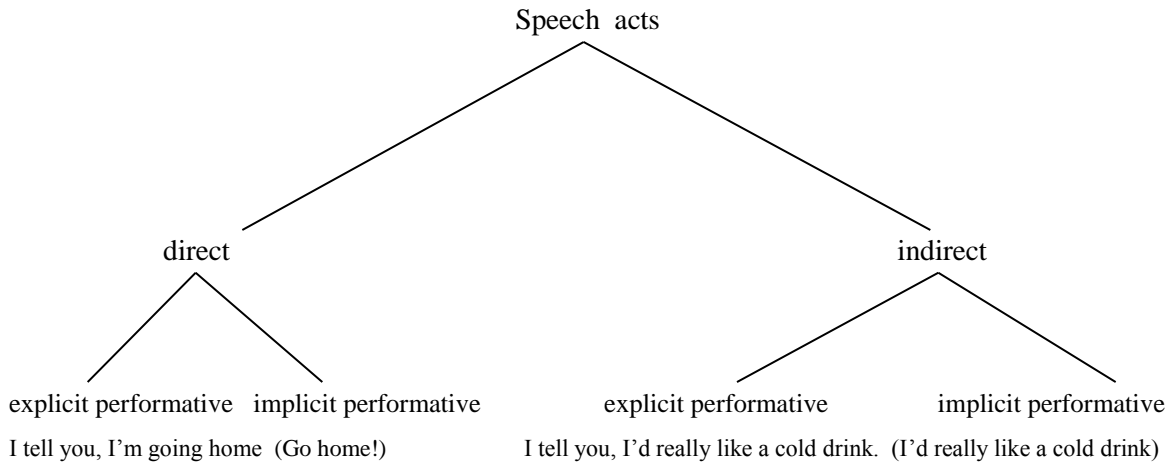 Speech acts
direct indirect
explicit performative implicit performative explicit performative implicit performative
I tell you, I'm going home (Go home!) I tell you, I'd really like a cold drink. (I'd really like a cold drink)